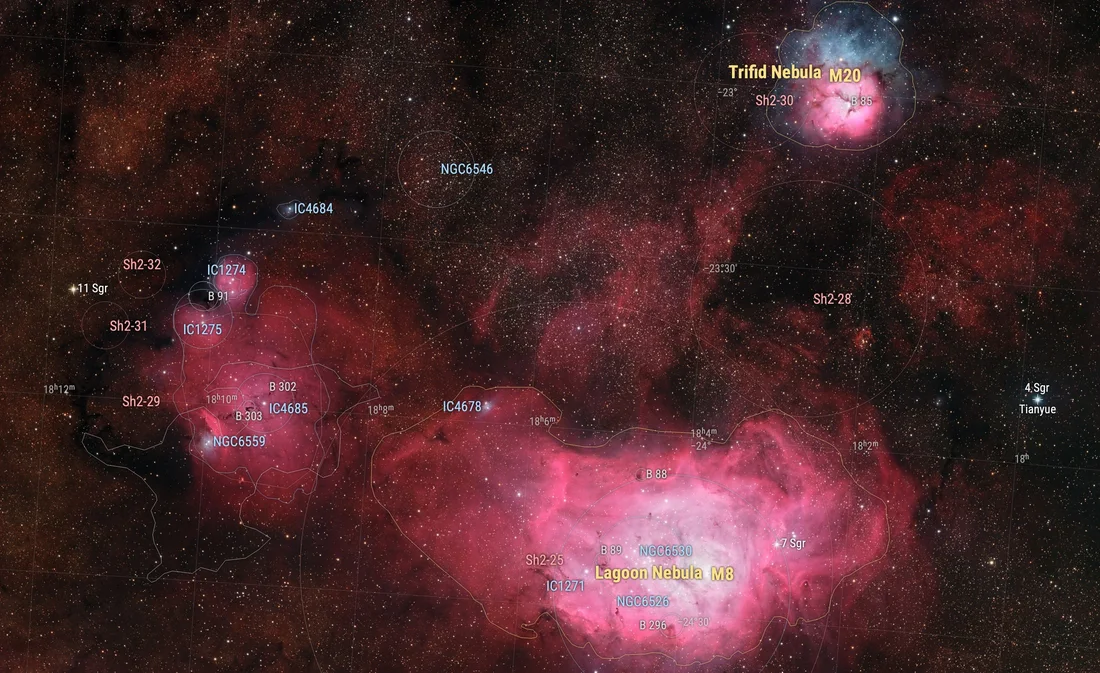 Trifid Nebula M20
−23°
Sh2-30
B 85
NGC6546
IC4684
Sh2-32
IC1274
−23°30'
11 Sgr
B 91
Sh2-28
Sh2-31
IC1275
18ʰ12ᵐ
B 302
4 Sgr
Tianyue
Sh2-29
18ʰ10ᵐ
IC4685
IC4678
18ʰ8ᵐ
B 303
18ʰ6ᵐ
NGC6559
18ʰ4ᵐ
−24°
18ʰ2ᵐ
18ʰ
B 88
7 Sgr
B 89
NGC6530
Sh2-25
Lagoon Nebula M8
IC1271
NGC6526
B 296
−24°30'